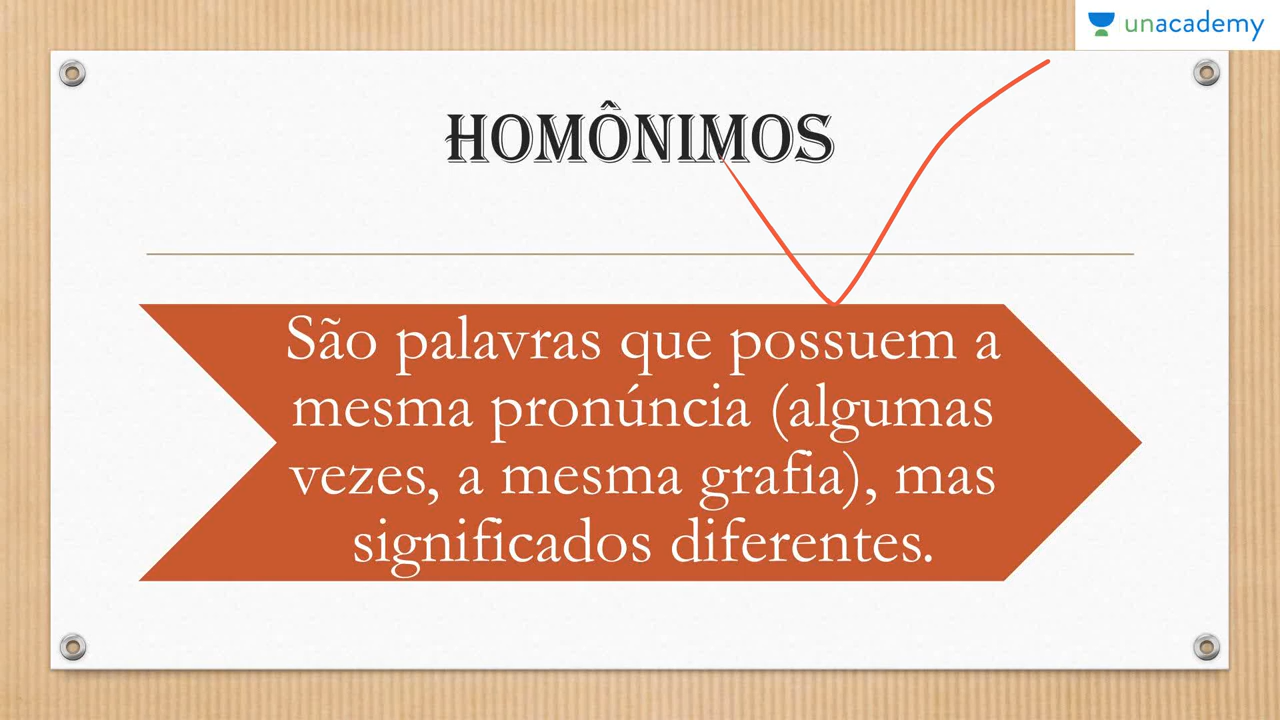 unacademy
HOMÔNIMOS
São palavras que possuem a
mesma pronúncia (algumas
vezes, a mesma grafia), mas
significados diferentes.